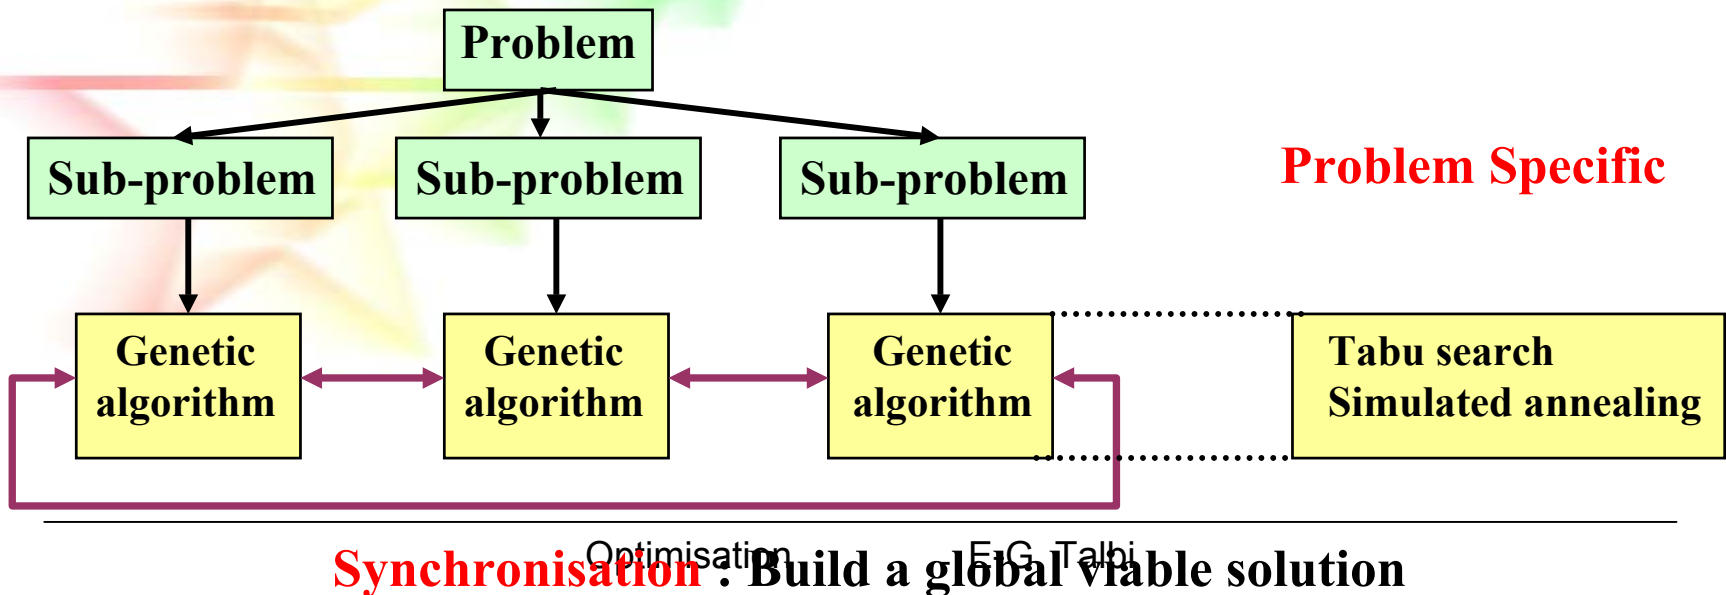 Problem
Sub-problem Sub-problem Sub-problem
Problem Specific
Genetic
algorithm
Genetic
algorithm
Genetic
algorithm
Tabu search
Simulated annealing
Optimisation E-G. Talbi
Synchronisation : Build a global viable solution